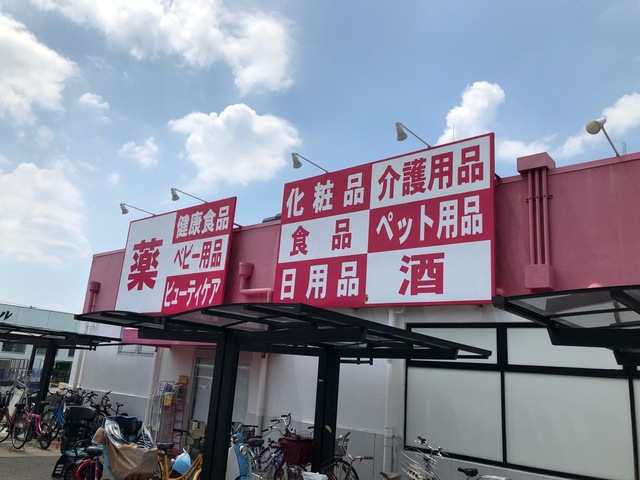 薬
健康食品
ベビー用品
ビューティケア
化粧品
介護用品
食品
ペット用品
日用品
酒
ル